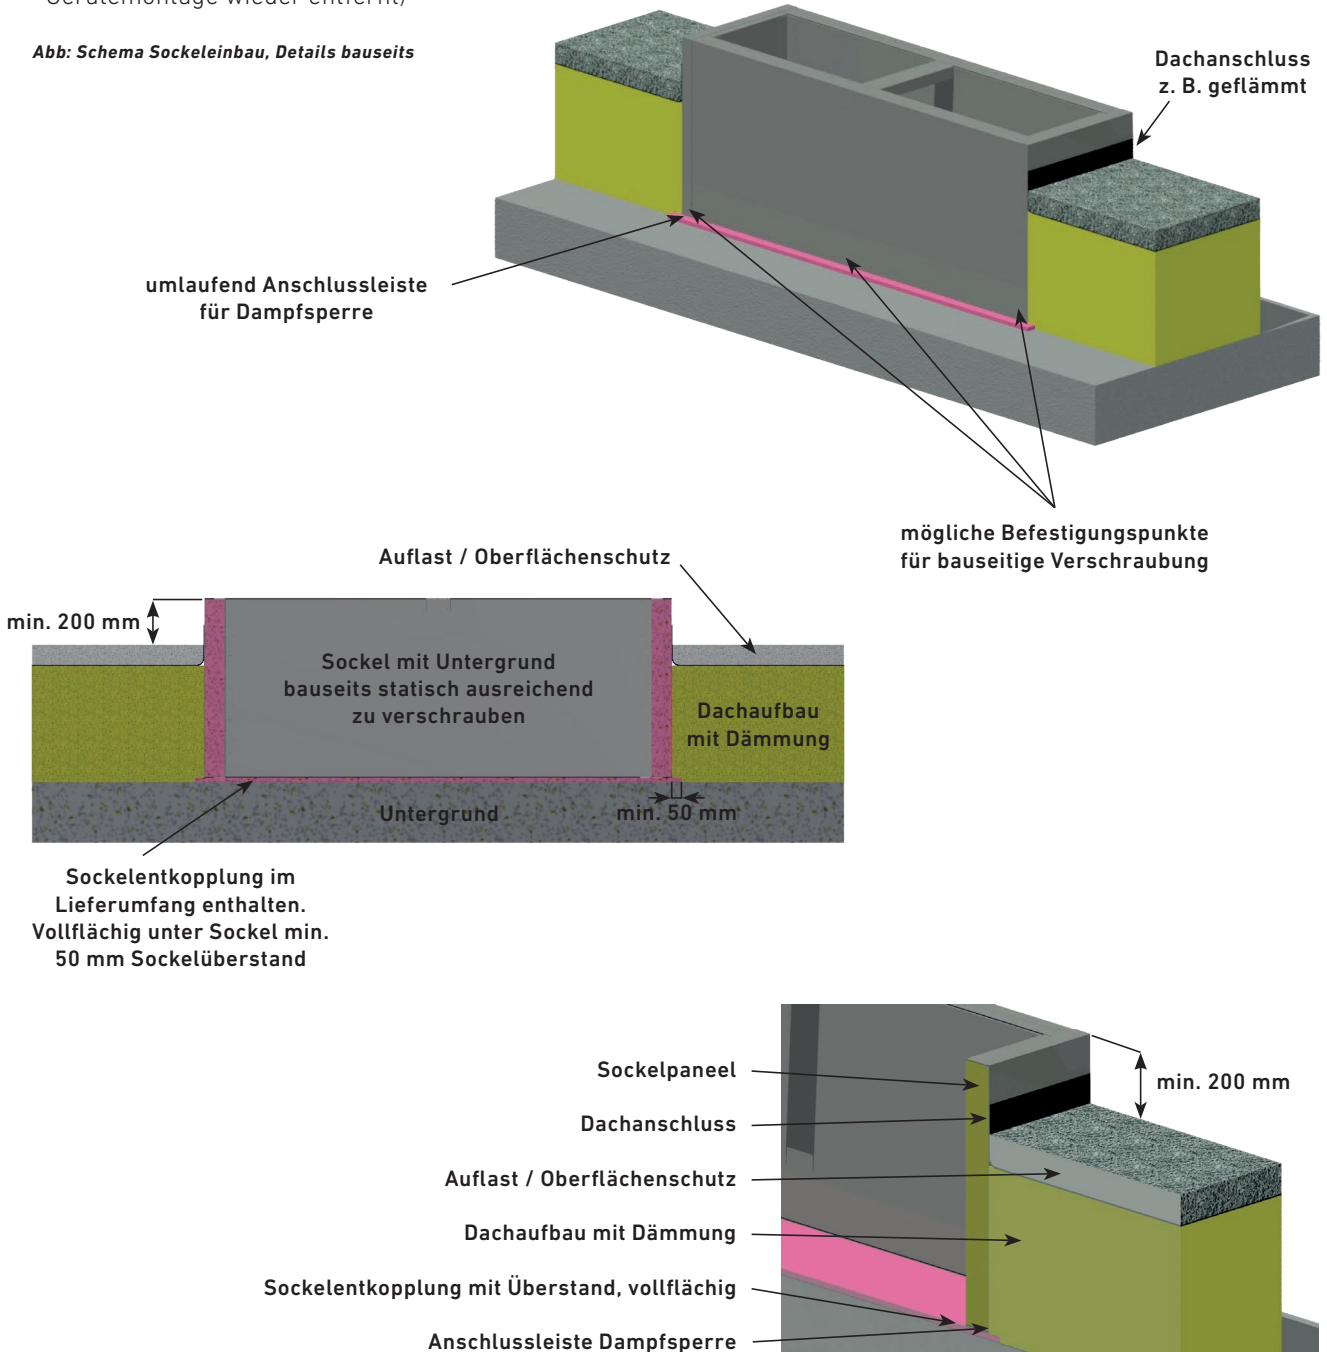 Gerätemontage wieder entfernt)
Abb: Schema Sockeleinbau, Details bauseits
Dachanschluss
z. B. geflämmt
umlaufend Anschlussleiste
für Dampfsperre
mögliche Befestigungspunkte
für bauseitige Verschraubung
Auflast / Oberflächenschutz
min. 200 mm
Sockel mit Untergrund
bauseits statisch ausreichend
zu verschrauben
Dachaufbau
mit Dämmung
Untergrund
min. 50 mm
Sockelentkopplung im
Lieferumfang enthalten.
Vollflächig unter Sockel min.
50 mm Sockelüberstand
Sockelpaneel
min. 200 mm
Dachanschluss
Auflast / Oberflächenschutz
Dachaufbau mit Dämmung
Sockelentkopplung mit Überstand, vollflächig
Anschlussleiste Dampfsperre